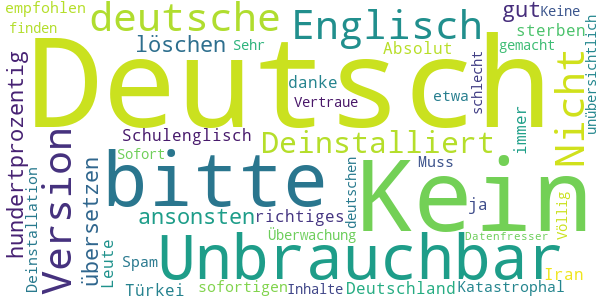 empfohlen
deutsche
Englisch
gut Keine
finden
löschen
Sehr
Absolut
sterben
gemacht
Deutsch
danke
Vertraue
etwa
schlecht
unübersichtlich
Nicht
hundertprozentig
Version
Schulenglisch
Deinstalliert
immer
Sofort
bitte
Kein
Muss
deutschen
übersetzen
Deinstallation
Leute
ansonsten
richtiges
ja
Völlig
Überwachung
Datenfresser
Unbrauchbar
Spam
Iran
Türkei
sofortigen
Inhalte
Deutschland
Katastrophal